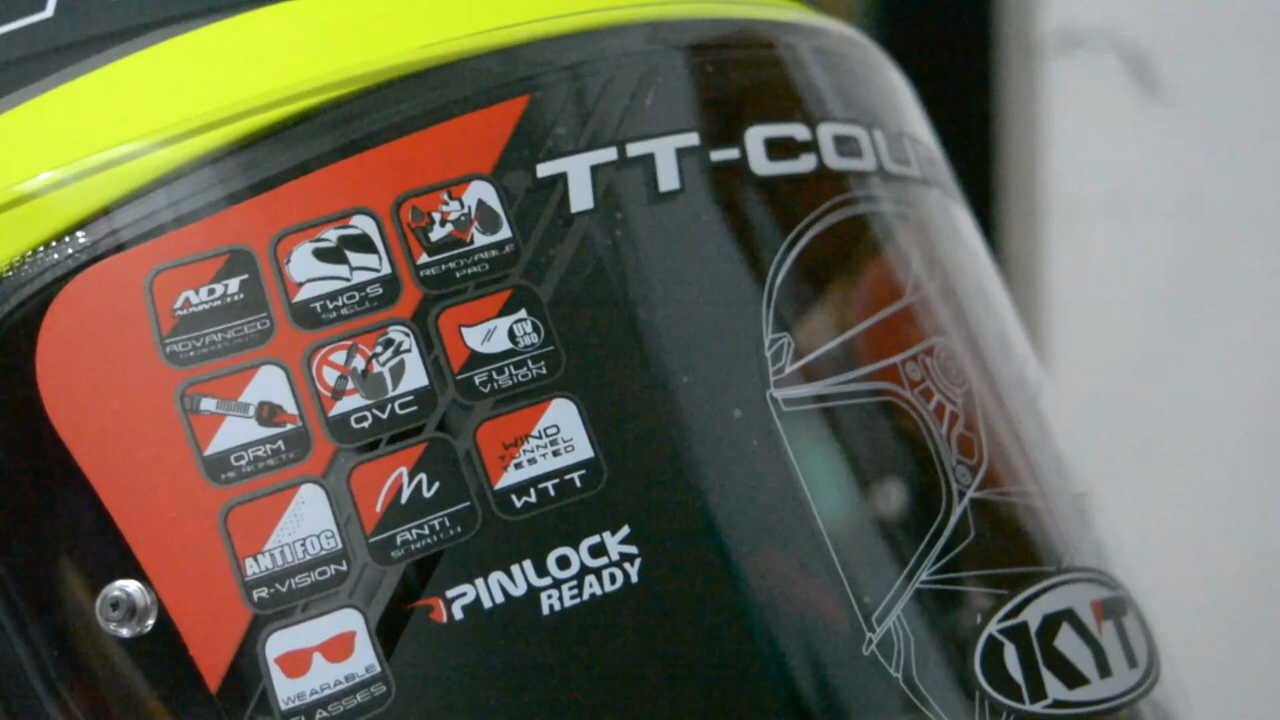 TT-COU
ADT
ADVANCED
ADVANCED
TWO-S
SHELL
REMOVABLE
PAD
QRM
QVC
UV
380
FULL
VISION
ANTI FOG
R-VISION
ANTI
SCRATCH
WIND
TUNNEL
TESTED
WTT
PINLOCK
READY
WEARABLE
GLASSES
KYT